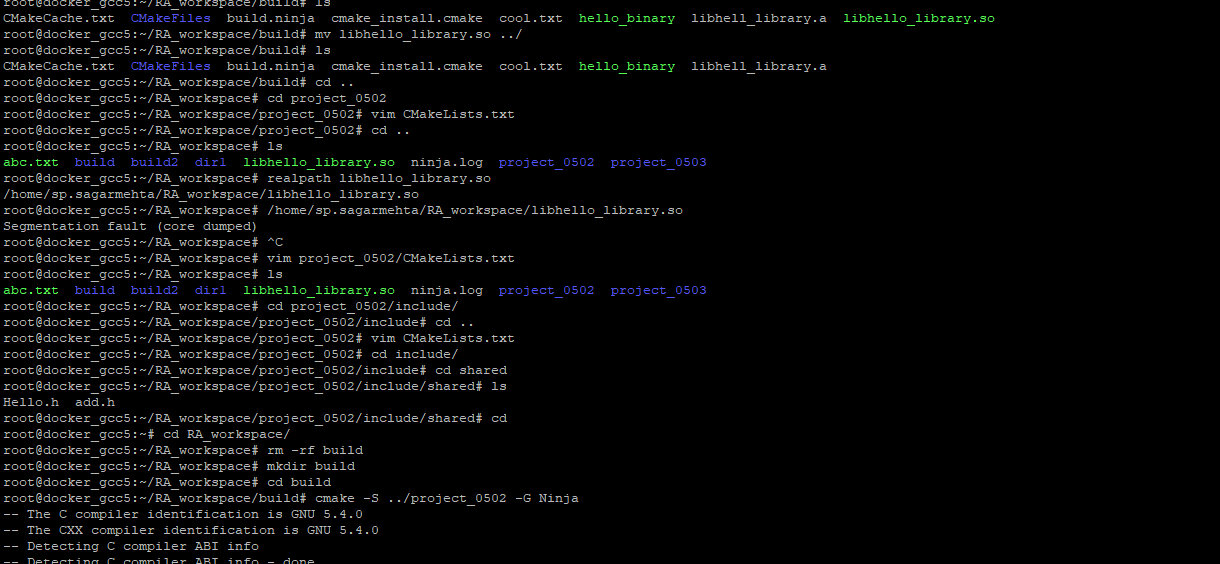 root@docker_gcc5:~/RA_workspace/build# ls
CMakeCache.txt  CMakeFiles  build.ninja  cmake_install.cmake  cool.txt  hello_binary  libhell_library.a  libhello_library.so
root@docker_gcc5:~/RA_workspace/build# mv libhello_library.so ../
root@docker_gcc5:~/RA_workspace/build# ls
CMakeCache.txt  CMakeFiles  build.ninja  cmake_install.cmake  cool.txt  hello_binary  libhell_library.a
root@docker_gcc5:~/RA_workspace/build# cd ..
root@docker_gcc5:~/RA_workspace# cd project_0502
root@docker_gcc5:~/RA_workspace/project_0502# vim CMakeLists.txt
root@docker_gcc5:~/RA_workspace/project_0502# cd ..
root@docker_gcc5:~/RA_workspace# ls
abc.txt  build  build2  dir1  libhello_library.so  ninja.log  project_0502  project_0503
root@docker_gcc5:~/RA_workspace# realpath libhello_library.so
/home/sp.sagarmehta/RA_workspace/libhello_library.so
root@docker_gcc5:~/RA_workspace# /home/sp.sagarmehta/RA_workspace/libhello_library.so
Segmentation fault (core dumped)
root@docker_gcc5:~/RA_workspace# ^C
root@docker_gcc5:~/RA_workspace# vim project_0502/CMakeLists.txt
root@docker_gcc5:~/RA_workspace# ls
abc.txt  build  build2  dir1  libhello_library.so  ninja.log  project_0502  project_0503
root@docker_gcc5:~/RA_workspace# cd project_0502/include/
root@docker_gcc5:~/RA_workspace/project_0502/include# cd ..
root@docker_gcc5:~/RA_workspace/project_0502# vim CMakeLists.txt
root@docker_gcc5:~/RA_workspace/project_0502# cd include/
root@docker_gcc5:~/RA_workspace/project_0502/include# cd shared
root@docker_gcc5:~/RA_workspace/project_0502/include/shared# ls
Hello.h  add.h
root@docker_gcc5:~/RA_workspace/project_0502/include/shared# cd
root@docker_gcc5:~# cd RA_workspace/
root@docker_gcc5:~/RA_workspace# rm -rf build
root@docker_gcc5:~/RA_workspace# mkdir build
root@docker_gcc5:~/RA_workspace# cd build
root@docker_gcc5:~/RA_workspace/build# cmake -S ../project_0502 -G Ninja
-- The C compiler identification is GNU 5.4.0
-- The CXX compiler identification is GNU 5.4.0
-- Detecting C compiler ABI info
-- Detecting C compiler ABI info - done